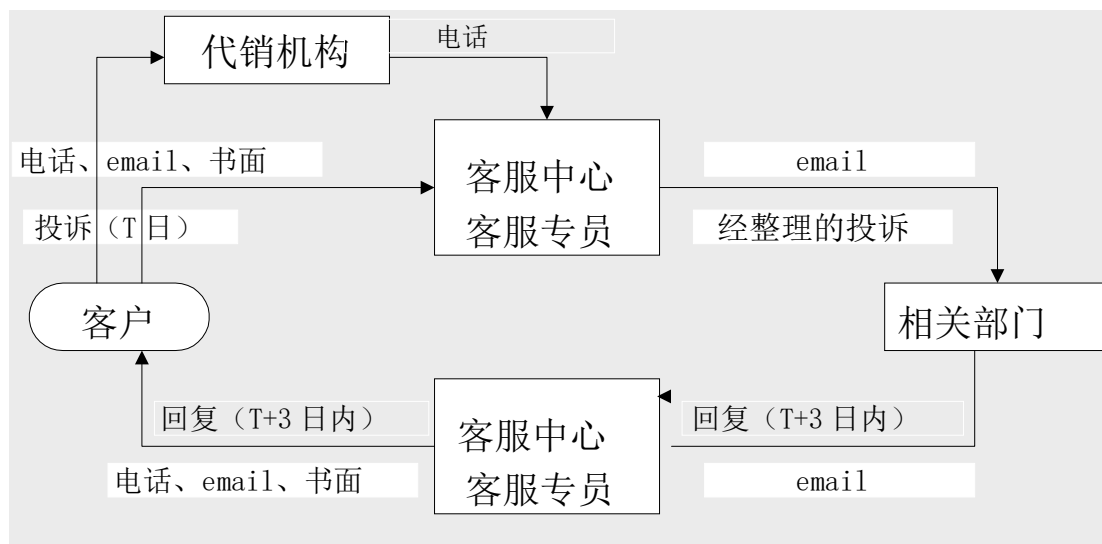 代销机构
电话
电话、email、书面
投诉（T 日）
客服中心
客服专员
email
经整理的投诉
客户
相关部门
回复（T+3 日内）
电话、email、书面
客服中心
客服专员
回复（T+3 日内）
email